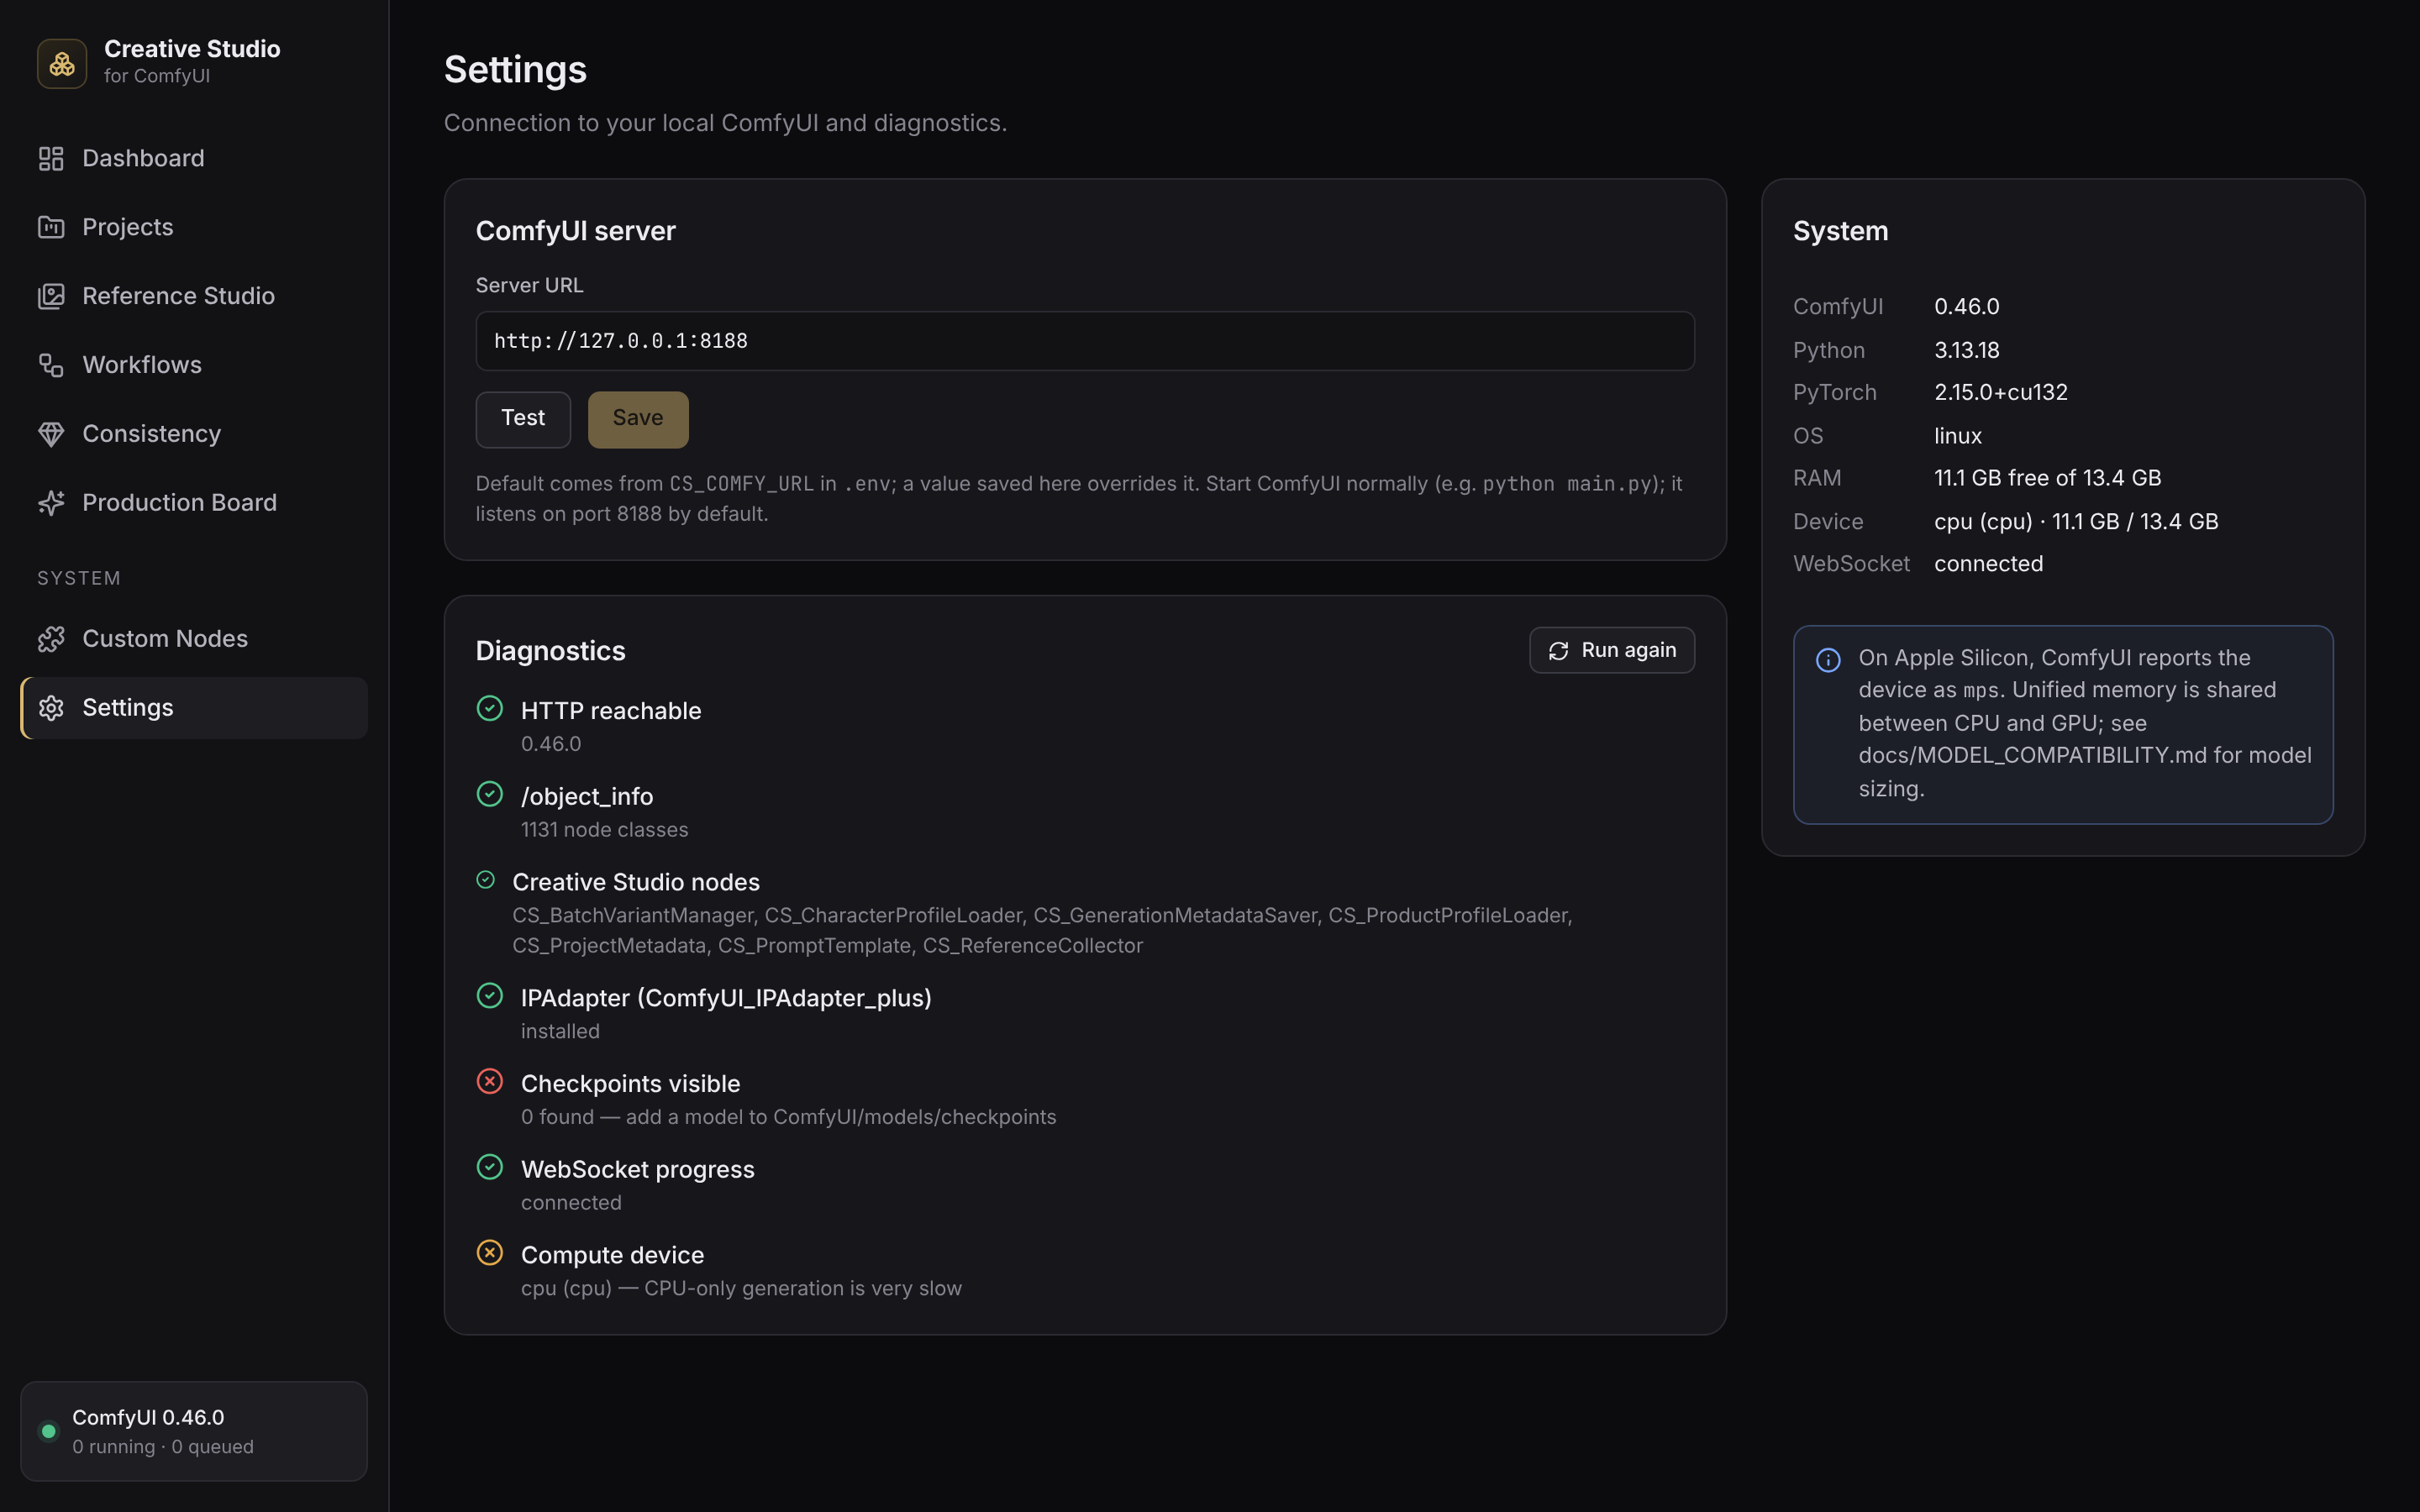 Creative Studio
for ComfyUI
Dashboard
Projects
Reference Studio
Workflows
Consistency
Production Board
SYSTEM
Custom Nodes
Settings
ComfyUI 0.46.0
0 running · 0 queued
Settings
Connection to your local ComfyUI and diagnostics.
ComfyUI server
Server URL
http://127.0.0.1:8188
Test
Save
Default comes from CS_COMFY_URL in .env; a value saved here overrides it. Start ComfyUI normally (e.g. python main.py); it
listens on port 8188 by default.
Diagnostics
Run again
HTTP reachable
0.46.0
/object_info
1131 node classes
Creative Studio nodes
CS_BatchVariantManager, CS_CharacterProfileLoader, CS_GenerationMetadataSaver, CS_ProductProfileLoader,
CS_ProjectMetadata, CS_PromptTemplate, CS_ReferenceCollector
IPAdapter (ComfyUI_IPAdapter_plus)
installed
Checkpoints visible
0 found — add a model to ComfyUI/models/checkpoints
WebSocket progress
connected
Compute device
cpu (cpu) — CPU-only generation is very slow
System
ComfyUI 0.46.0
Python 3.13.18
PyTorch 2.15.0+cu132
OS linux
RAM 11.1 GB free of 13.4 GB
Device cpu (cpu) · 11.1 GB / 13.4 GB
WebSocket connected
On Apple Silicon, ComfyUI reports the
device as mps. Unified memory is shared
between CPU and GPU; see
docs/MODEL_COMPATIBILITY.md for model
sizing.